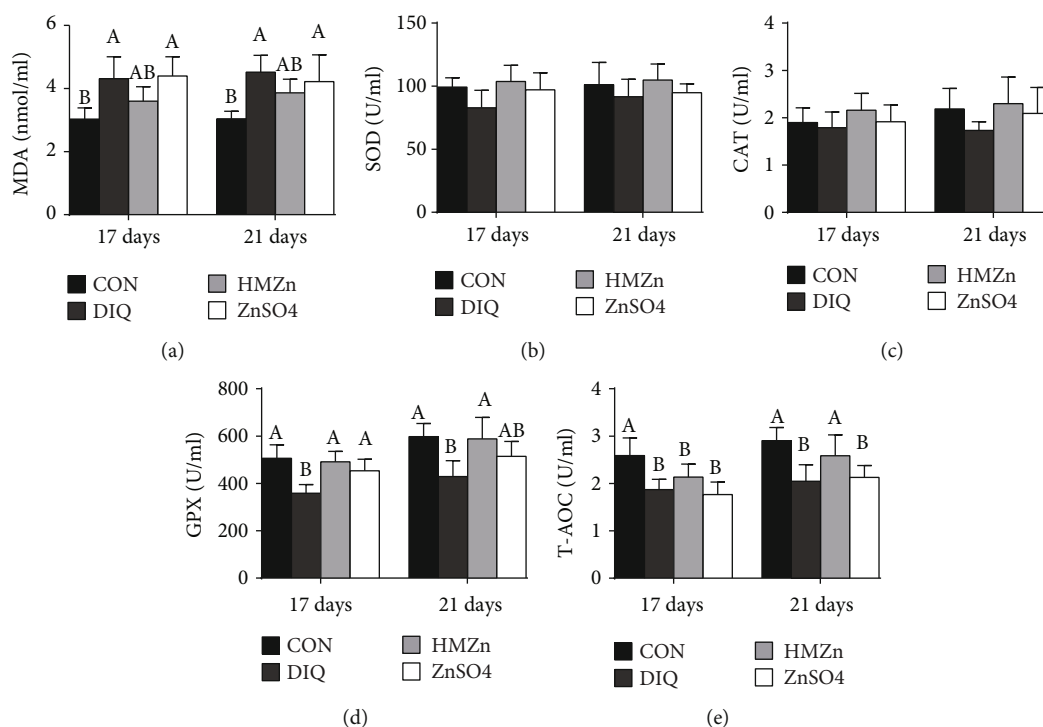 6
4
2
0
MDA (nmol/ml)
B
A
AB
A
B
A
AB
A
17 days
21 days
CON
DIQ
HMZn
ZnSO4
(a)
150
100
50
0
SOD (U/ml)
17 days
21 days
CON
DIQ
HMZn
ZnSO4
(b)
4
3
2
1
0
CAT (U/ml)
17 days
21 days
CON
DIQ
HMZn
ZnSO4
(c)
800
600
400
200
0
GPX (U/ml)
A
B
A
A
A
B
A
AB
17 days
21 days
CON
DIQ
HMZn
ZnSO4
(d)
4
3
2
1
0
T-AOC (U/ml)
A
B
B
B
A
B
A
B
17 days
21 days
CON
DIQ
HMZn
ZnSO4
(e)